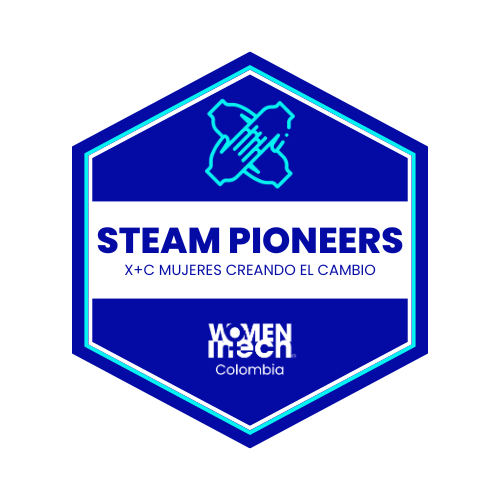 STEAM PIONEERS
X+C MUJERES CREANDO EL CAMBIO
WOMEN
in tech®
Colombia